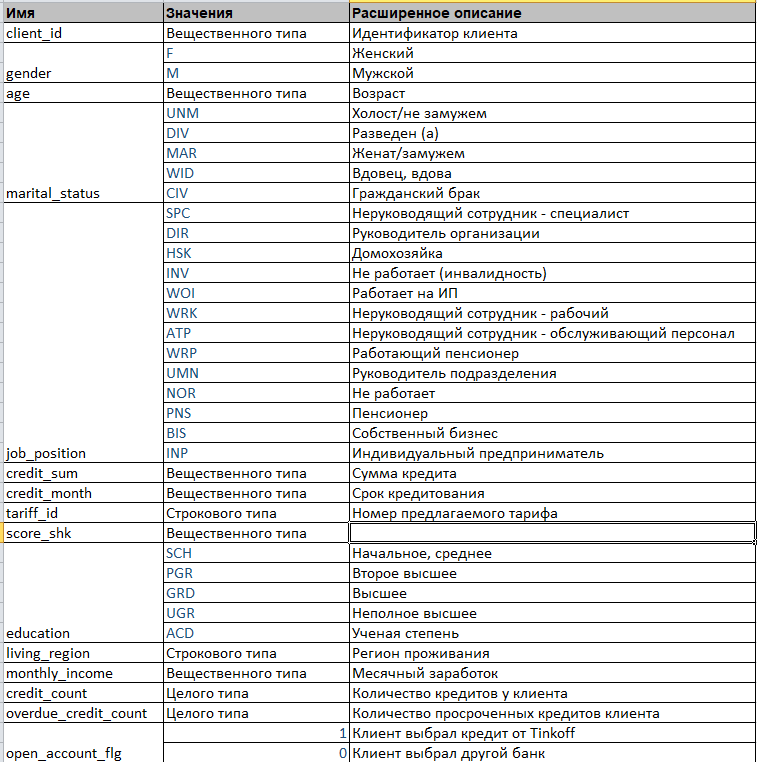 Имя Значения Расширенное описание
client_id Вещественного типа Идентификатор клиента
F Женский
gender M Мужской
age Вещественного типа Возраст
UNM Холост/не замужем
DIV Разведен (а)
MAR Женат/замужем
WID Вдовец, вдова
marital_status CIV Гражданский брак
SPC Неруководящий сотрудник - специалист
DIR Руководитель организации
HSK Домохозяйка
INV Не работает (инвалидность)
WOI Работает на ИП
WRK Неруководящий сотрудник - рабочий
ATP Неруководящий сотрудник - обслуживающий персонал
WRP Работающий пенсионер
UMN Руководитель подразделения
NOR Не работает
PNS Пенсионер
BIS Собственный бизнес
job_position INP Индивидуальный предприниматель
credit_sum Вещественного типа Сумма кредита
credit_month Вещественного типа Срок кредитования
tariff_id Строкового типа Номер предлагаемого тарифа
score_shk Вещественного типа
SCH Начальное, среднее
PGR Второе высшее
GRD Высшее
UGR Неполное высшее
education ACD Ученая степень
living_region Строкового типа Регион проживания
monthly_income Вещественного типа Месячный заработок
credit_count Целого типа Количество кредитов у клиента
overdue_credit_count Целого типа Количество просроченных кредитов клиента
1 Клиент выбрал кредит от Tinkoff
open_account_flg 0 Клиент выбрал другой банк